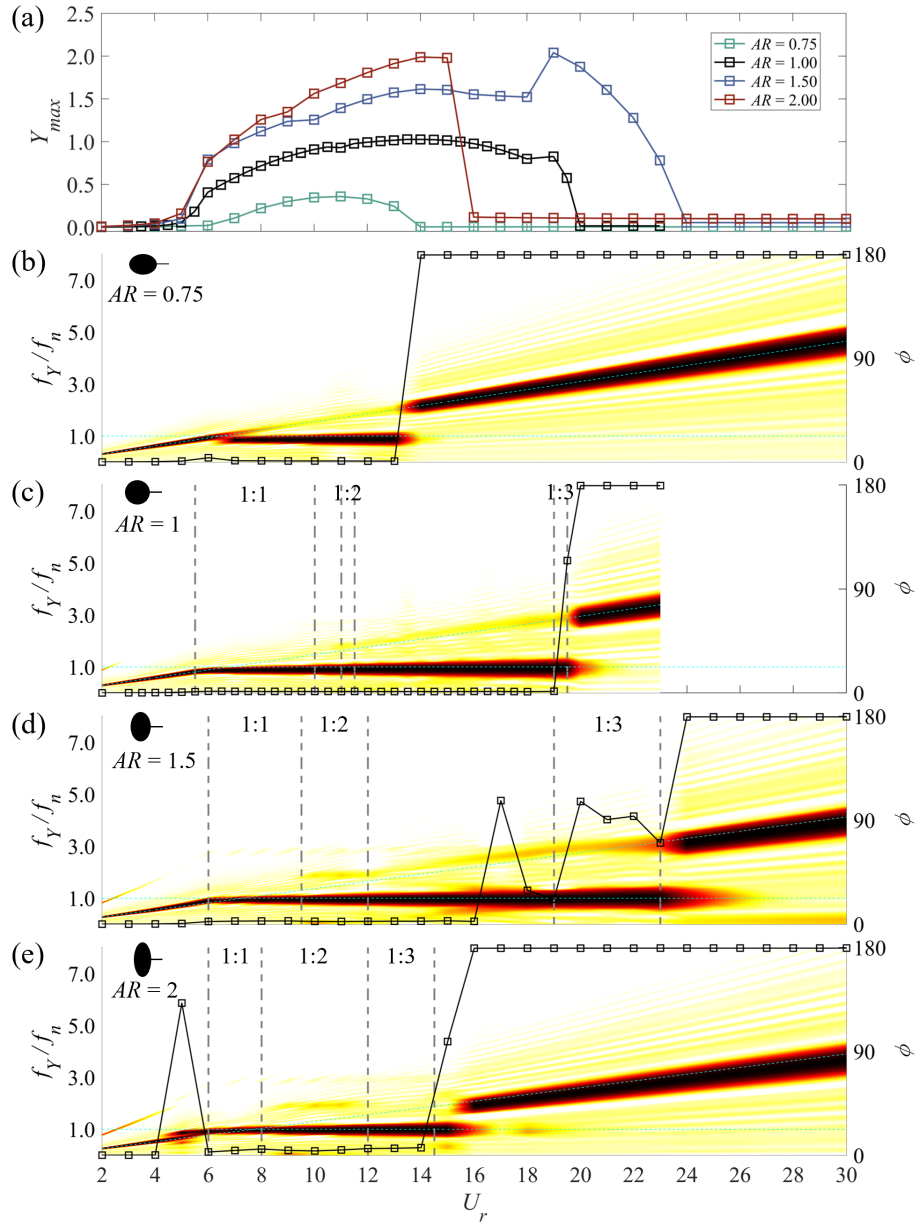 (a)
2.5
2.0
1.5
1.0
0.5
0.0
Y_max
AR = 0.75
AR = 1.00
AR = 1.50
AR = 2.00
(b)
AR = 0.75
7.0
5.0
3.0
1.0
f_Y/f_n
180
90
0
ϕ
(c)
1:1 1:2 1:3
AR = 1
7.0
5.0
3.0
1.0
f_Y/f_n
180
90
0
ϕ
(d)
1:1 1:2 1:3
AR = 1.5
7.0
5.0
3.0
1.0
f_Y/f_n
180
90
0
ϕ
(e)
1:1 1:2 1:3
AR = 2
7.0
5.0
3.0
1.0
f_Y/f_n
180
90
0
ϕ
2 4 6 8 10 12 14 16 18 20 22 24 26 28 30
U_r